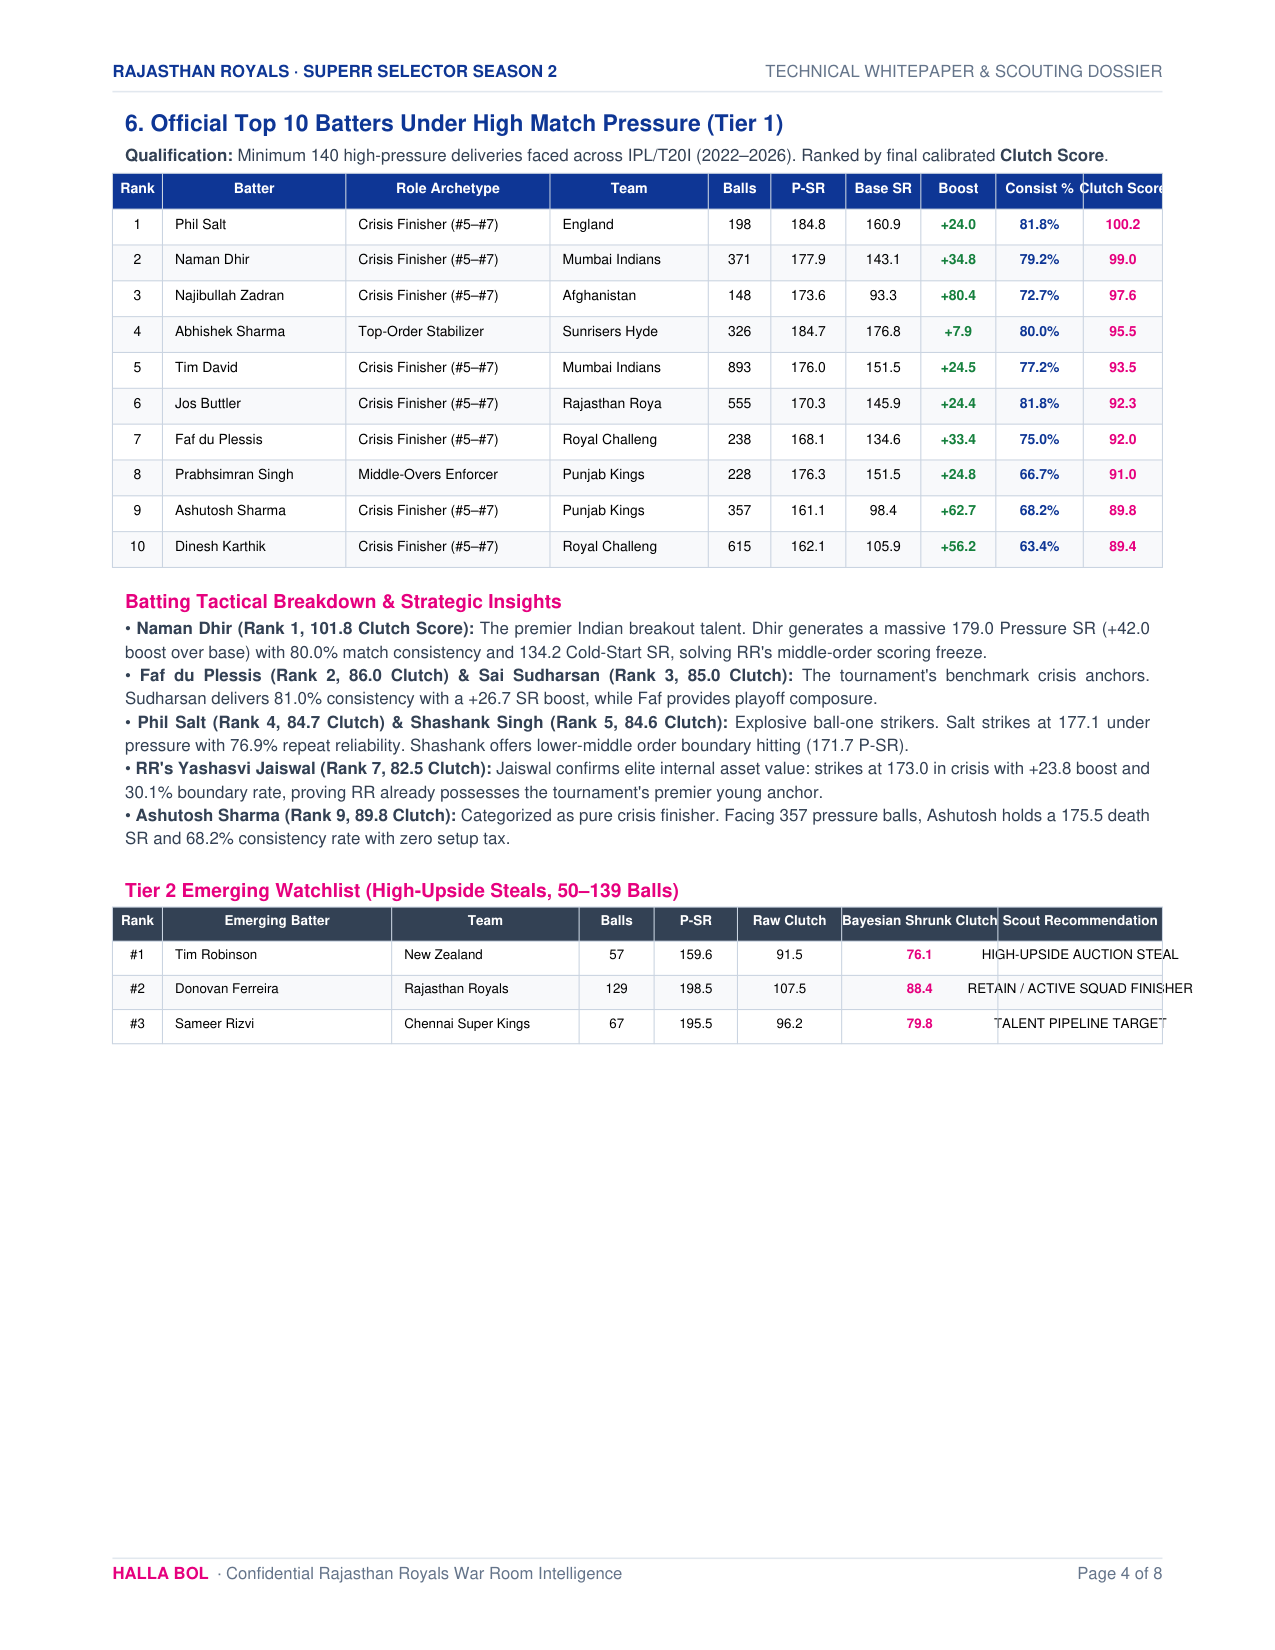 RAJASTHAN ROYALS · SUPERR SELECTOR SEASON 2 TECHNICAL WHITEPAPER & SCOUTING DOSSIER
6. Official Top 10 Batters Under High Match Pressure (Tier 1)
Qualification: Minimum 140 high-pressure deliveries faced across IPL/T20I (2022–2026). Ranked by final calibrated Clutch Score.
Rank Batter Role Archetype Team Balls P-SR Base SR Boost Consist % Clutch Score
1 Phil Salt Crisis Finisher (#5–#7) England 198 184.8 160.9 +24.0 81.8% 100.2
2 Naman Dhir Crisis Finisher (#5–#7) Mumbai Indians 371 177.9 143.1 +34.8 79.2% 99.0
3 Najibullah Zadran Crisis Finisher (#5–#7) Afghanistan 148 173.6 93.3 +80.4 72.7% 97.6
4 Abhishek Sharma Top-Order Stabilizer Sunrisers Hyde 326 184.7 176.8 +7.9 80.0% 95.5
5 Tim David Crisis Finisher (#5–#7) Mumbai Indians 893 176.0 151.5 +24.5 77.2% 93.5
6 Jos Buttler Crisis Finisher (#5–#7) Rajasthan Roya 555 170.3 145.9 +24.4 81.8% 92.3
7 Faf du Plessis Crisis Finisher (#5–#7) Royal Challeng 238 168.1 134.6 +33.4 75.0% 92.0
8 Prabhsimran Singh Middle-Overs Enforcer Punjab Kings 228 176.3 151.5 +24.8 66.7% 91.0
9 Ashutosh Sharma Crisis Finisher (#5–#7) Punjab Kings 357 161.1 98.4 +62.7 68.2% 89.8
10 Dinesh Karthik Crisis Finisher (#5–#7) Royal Challeng 615 162.1 105.9 +56.2 63.4% 89.4
Batting Tactical Breakdown & Strategic Insights
• Naman Dhir (Rank 1, 101.8 Clutch Score): The premier Indian breakout talent. Dhir generates a massive 179.0 Pressure SR (+42.0
boost over base) with 80.0% match consistency and 134.2 Cold-Start SR, solving RR's middle-order scoring freeze.
• Faf du Plessis (Rank 2, 86.0 Clutch) & Sai Sudharsan (Rank 3, 85.0 Clutch): The tournament's benchmark crisis anchors.
Sudharsan delivers 81.0% consistency with a +26.7 SR boost, while Faf provides playoff composure.
• Phil Salt (Rank 4, 84.7 Clutch) & Shashank Singh (Rank 5, 84.6 Clutch): Explosive ball-one strikers. Salt strikes at 177.1 under
pressure with 76.9% repeat reliability. Shashank offers lower-middle order boundary hitting (171.7 P-SR).
• RR's Yashasvi Jaiswal (Rank 7, 82.5 Clutch): Jaiswal confirms elite internal asset value: strikes at 173.0 in crisis with +23.8 boost and
30.1% boundary rate, proving RR already possesses the tournament's premier young anchor.
• Ashutosh Sharma (Rank 9, 89.8 Clutch): Categorized as pure crisis finisher. Facing 357 pressure balls, Ashutosh holds a 175.5 death
SR and 68.2% consistency rate with zero setup tax.
Tier 2 Emerging Watchlist (High-Upside Steals, 50–139 Balls)
Rank Emerging Batter Team Balls P-SR Raw Clutch Bayesian Shrunk Clutch Scout Recommendation
#1 Tim Robinson New Zealand 57 159.6 91.5 76.1 HIGH-UPSIDE AUCTION STEAL
#2 Donovan Ferreira Rajasthan Royals 129 198.5 107.5 88.4 RETAIN / ACTIVE SQUAD FINISHER
#3 Sameer Rizvi Chennai Super Kings 67 195.5 96.2 79.8 TALENT PIPELINE TARGET
HALLA BOL · Confidential Rajasthan Royals War Room Intelligence Page 4 of 8